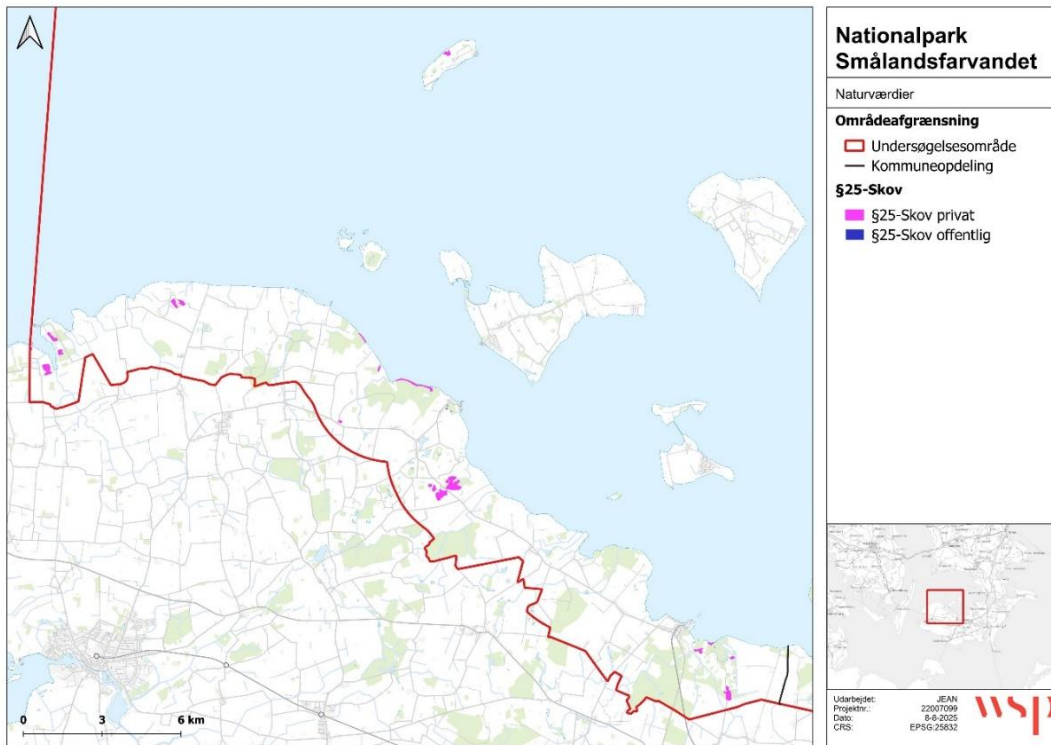 Nationalpark
Smålandsfarvandet
Naturværdier
Områdeafgrænsning
Undersøgelsesområde
Kommuneopdeling
§25-Skov
§25-Skov privat
§25-Skov offentlig
0 3 6 km
Udarbejdet: JEAN
Projektnr.: 22007099
Dato: 8-8-2025
CRS: EPSG:25832
wsp